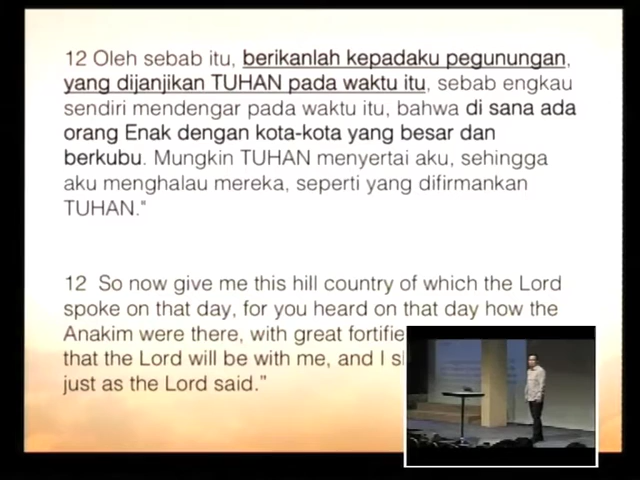 12 Oleh sebab itu, berikanlah kepadaku pegunungan,
yang dijanjikan TUHAN pada waktu itu, sebab engkau
sendiri mendengar pada waktu itu, bahwa di sana ada
orang Enak dengan kota-kota yang besar dan
berkubu. Mungkin TUHAN menyertai aku, sehingga
aku menghalau mereka, seperti yang difirmankan
TUHAN."
12 So now give me this hill country of which the Lord
spoke on that day, for you heard on that day how the
Anakim were there, with great
that the Lord will be with me, and I
just as the Lord said.”